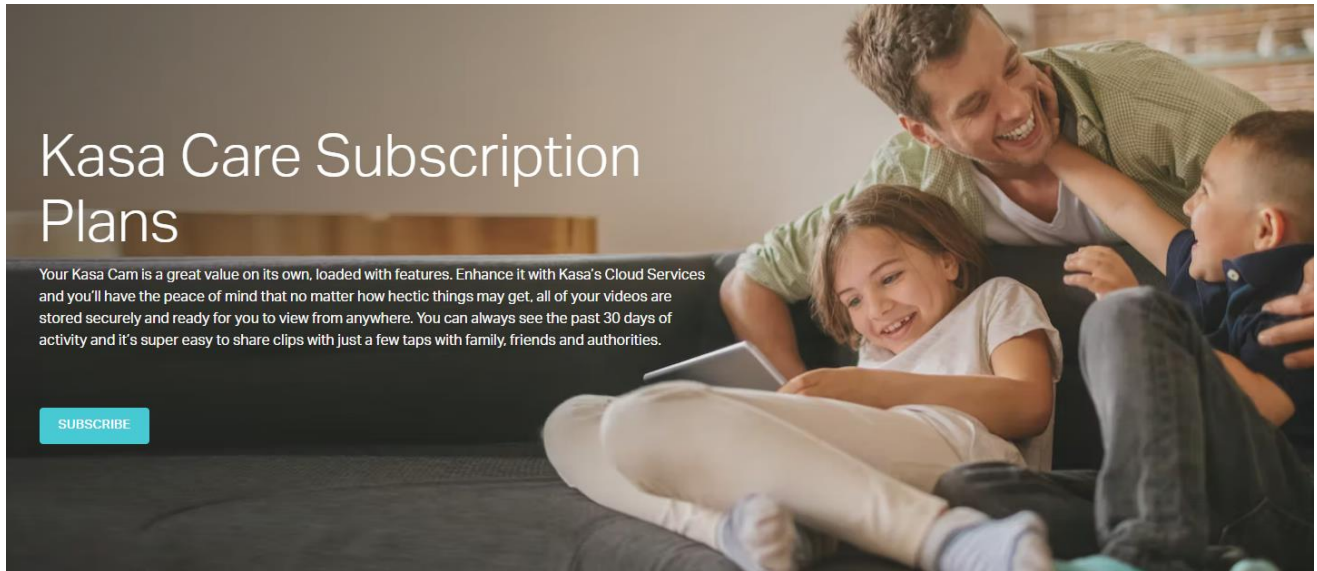 Kasa Care Subscription
Plans
Your Kasa Cam is a great value on its own, loaded with features. Enhance it with Kasa's Cloud Services
and you'll have the peace of mind that no matter how hectic things may get, all of your videos are
stored securely and ready for you to view from anywhere. You can always see the past 30 days of
activity and it's super easy to share clips with just a few taps with family, friends and authorities.
SUBSCRIBE